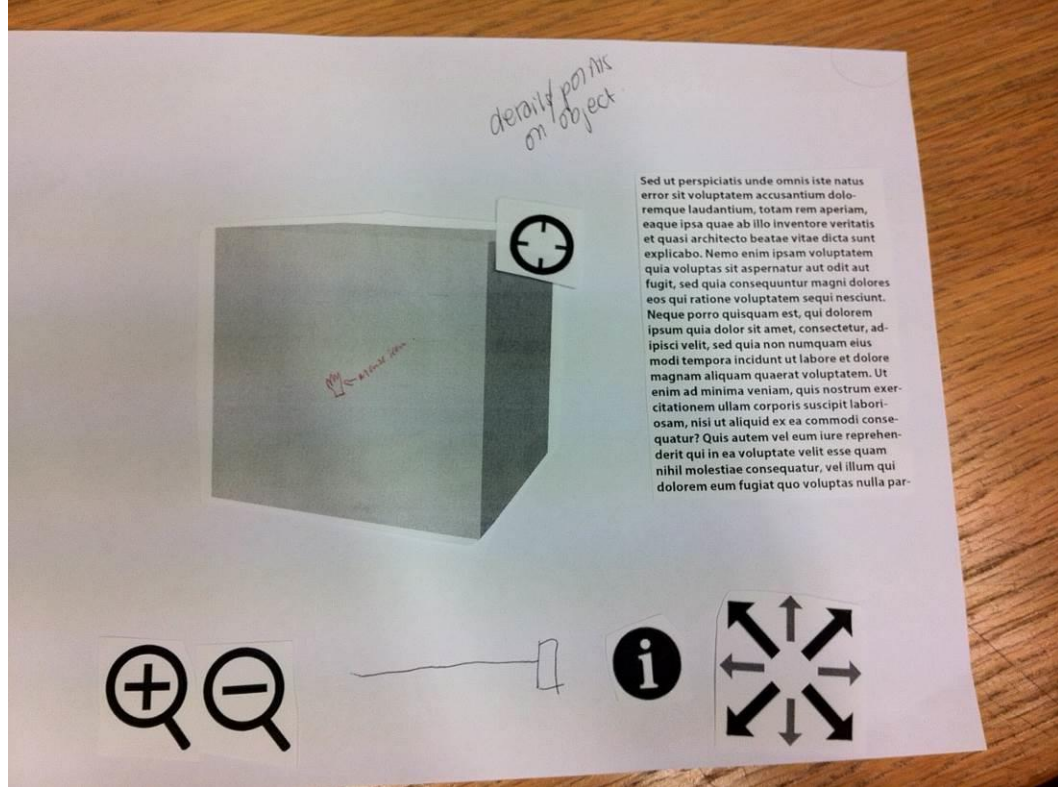 details/points
on object
Sed ut perspiciatis unde omnis iste natus
error sit voluptatem accusantium dolo-
remque laudantium, totam rem aperiam,
eaque ipsa quae ab illo inventore veritatis
et quasi architecto beatae vitae dicta sunt
explicabo. Nemo enim ipsam voluptatem
quia voluptas sit aspernatur aut odit aut
fugit, sed quia consequuntur magni dolores
eos qui ratione voluptatem sequi nesciunt.
Neque porro quisquam est, qui dolorem
ipsum quia dolor sit amet, consectetur, ad-
ipisci velit, sed quia non numquam eius
modi tempora incidunt ut labore et dolore
magnam aliquam quaerat voluptatem. Ut
enim ad minima veniam, quis nostrum exer-
citationem ullam corporis suscipit labori-
osam, nisi ut aliquid ex ea commodi conse-
quatur? Quis autem vel eum iure reprehen-
derit qui in ea voluptate velit esse quam
nihil molestiae consequatur, vel illum qui
dolorem eum fugiat quo voluptas nulla par-
mouse icon
i